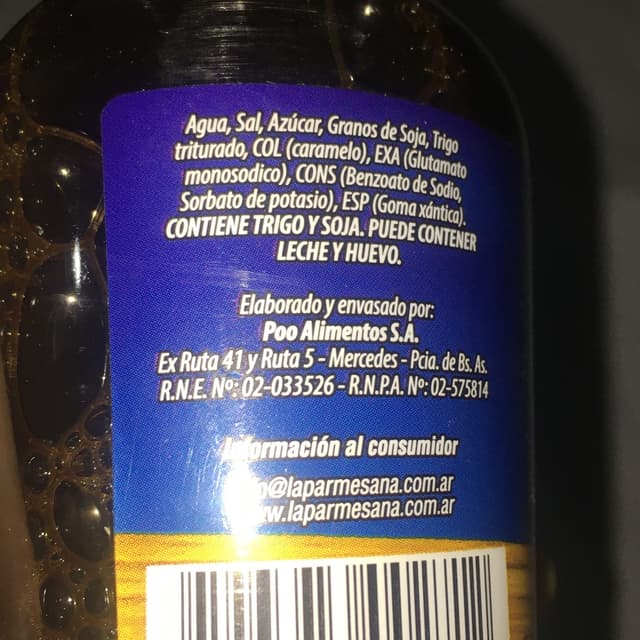 Agua, Sal, Azúcar, Granos de Soja, Trigo
triturado, COL (caramelo), EXA (Glutamato
monosodico), CONS (Benzoato de Sodio,
Sorbato de potasio), ESP (Goma xántica).
CONTIENE TRIGO Y SOJA. PUEDE CONTENER
LECHE Y HUEVO.
Elaborado y envasado por:
Poo Alimentos S.A.
Ex Ruta 41 y Ruta 5 - Mercedes - Pcia. de Bs. As.
R.N.E. Nº: 02-033526 - R.N.P.A. Nº: 02-575814
Información al consumidor
info@laparmesana.com.ar
www.laparmesana.com.ar